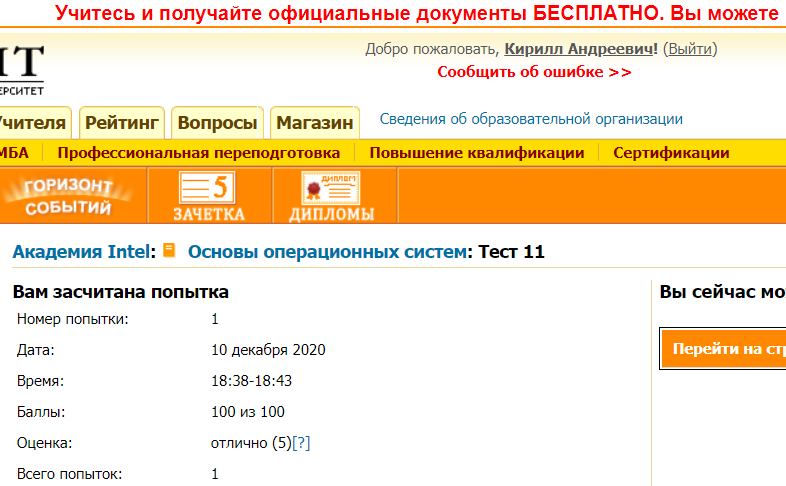 Учитесь и получайте официальные документы БЕСПЛАТНО. Вы можете
ИТ
Добро пожаловать, Кирилл Андреевич! (Выйти)
Сообщить об ошибке >>
Учителя Рейтинг Вопросы Магазин Сведения об образовательной организации
МБА Профессиональная переподготовка Повышение квалификации Сертификации
ГОРИЗОНТ СОБЫТИЙ
5 ЗАЧЕТКА
ДИПЛОМ ДИПЛОМЫ
Академия Intel: Основы операционных систем: Тест 11
Вам засчитана попытка
Номер попытки: 1
Дата: 10 декабря 2020
Время: 18:38-18:43
Баллы: 100 из 100
Оценка: отлично (5)[?]
Всего попыток: 1
Вы сейчас мо
Перейти на стр